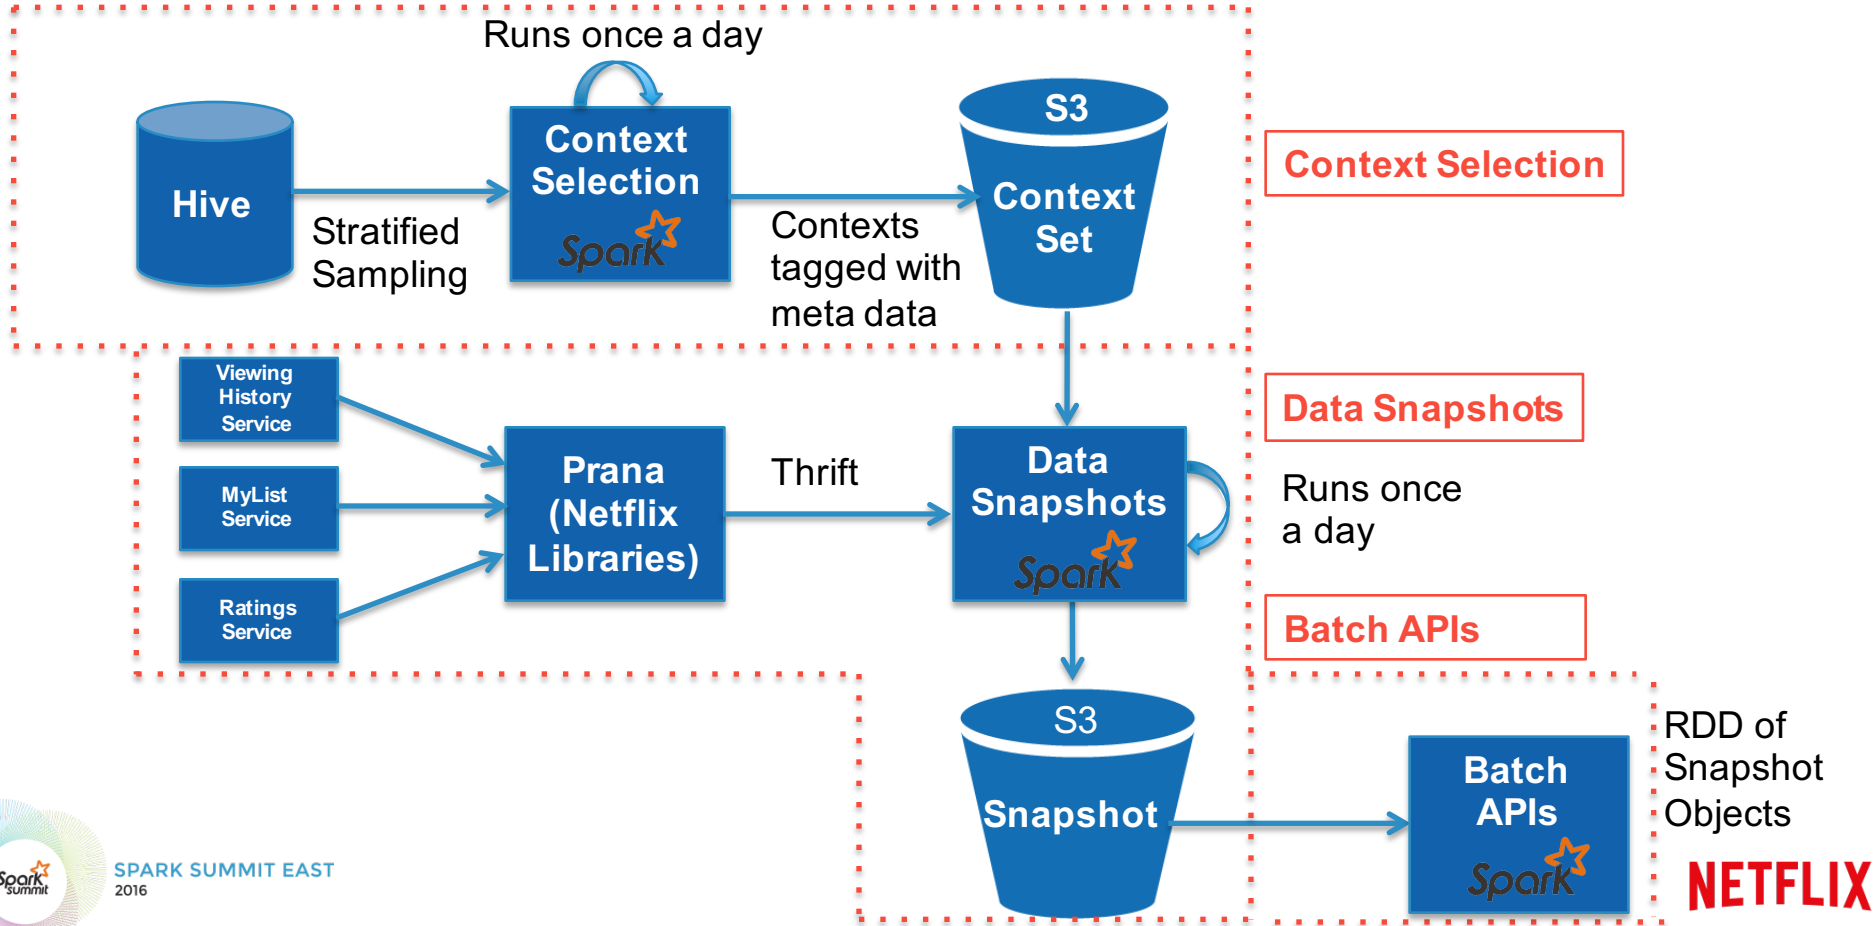 Runs once a day
Hive
Stratified
Sampling
Context
Selection
Spark
Contexts
tagged with
meta data
S3
Context
Set
Context Selection
Viewing
History
Service
MyList
Service
Ratings
Service
Prana
(Netflix
Libraries)
Thrift
Data
Snapshots
Spark
Data Snapshots
Runs once
a day
Batch APIs
S3
Snapshot
Batch
APIs
Spark
RDD of
Snapshot
Objects
Spark
summit
SPARK SUMMIT EAST
2016
NETFLIX